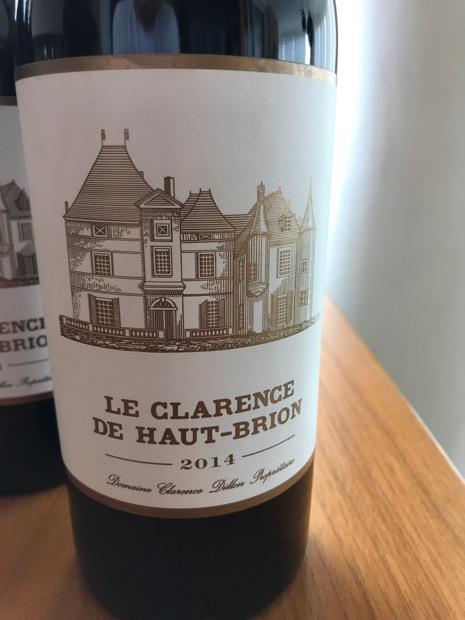 LE CLARENCE
DE HAUT-BRION
2014
Domaine Clarence Dillon Propriétaire